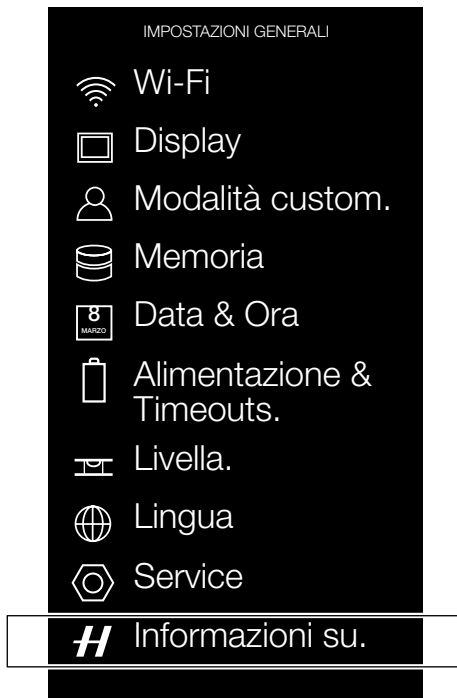 IMPOSTAZIONI GENERALI
Wi-Fi
Display
Modalità custom.
Memoria
8
MARZO
Data & Ora
Alimentazione &
Timeouts.
Livella.
Lingua
Service
H Informazioni su.